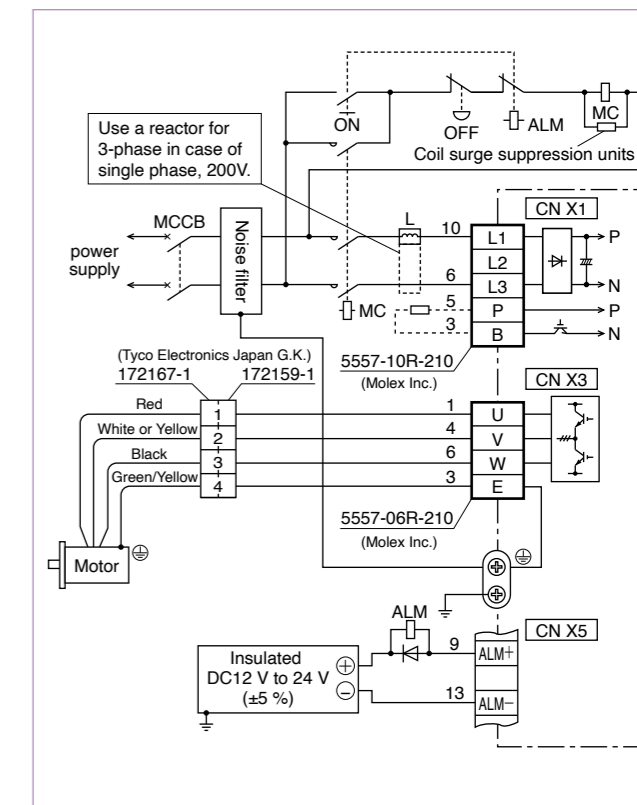 ON
OFF
ALM
MC
Coil surge suppression units
Use a reactor for
3-phase in case of
single phase, 200V.
MCCB
power
supply
Noise filter
L
MC
10
6
5
3
L1
L2
L3
P
B
CN X1
P
N
P
N
5557-10R-210
(Molex Inc.)
(Tyco Electronics Japan G.K.)
172167-1 172159-1
Red
White or Yellow
Black
Green/Yellow
1
2
3
4
1
4
6
3
U
V
W
E
CN X3
5557-06R-210
(Molex Inc.)
Motor
ALM
Insulated
DC12 V to 24 V
(±5 %)
+
−
9
13
ALM+
ALM−
CN X5